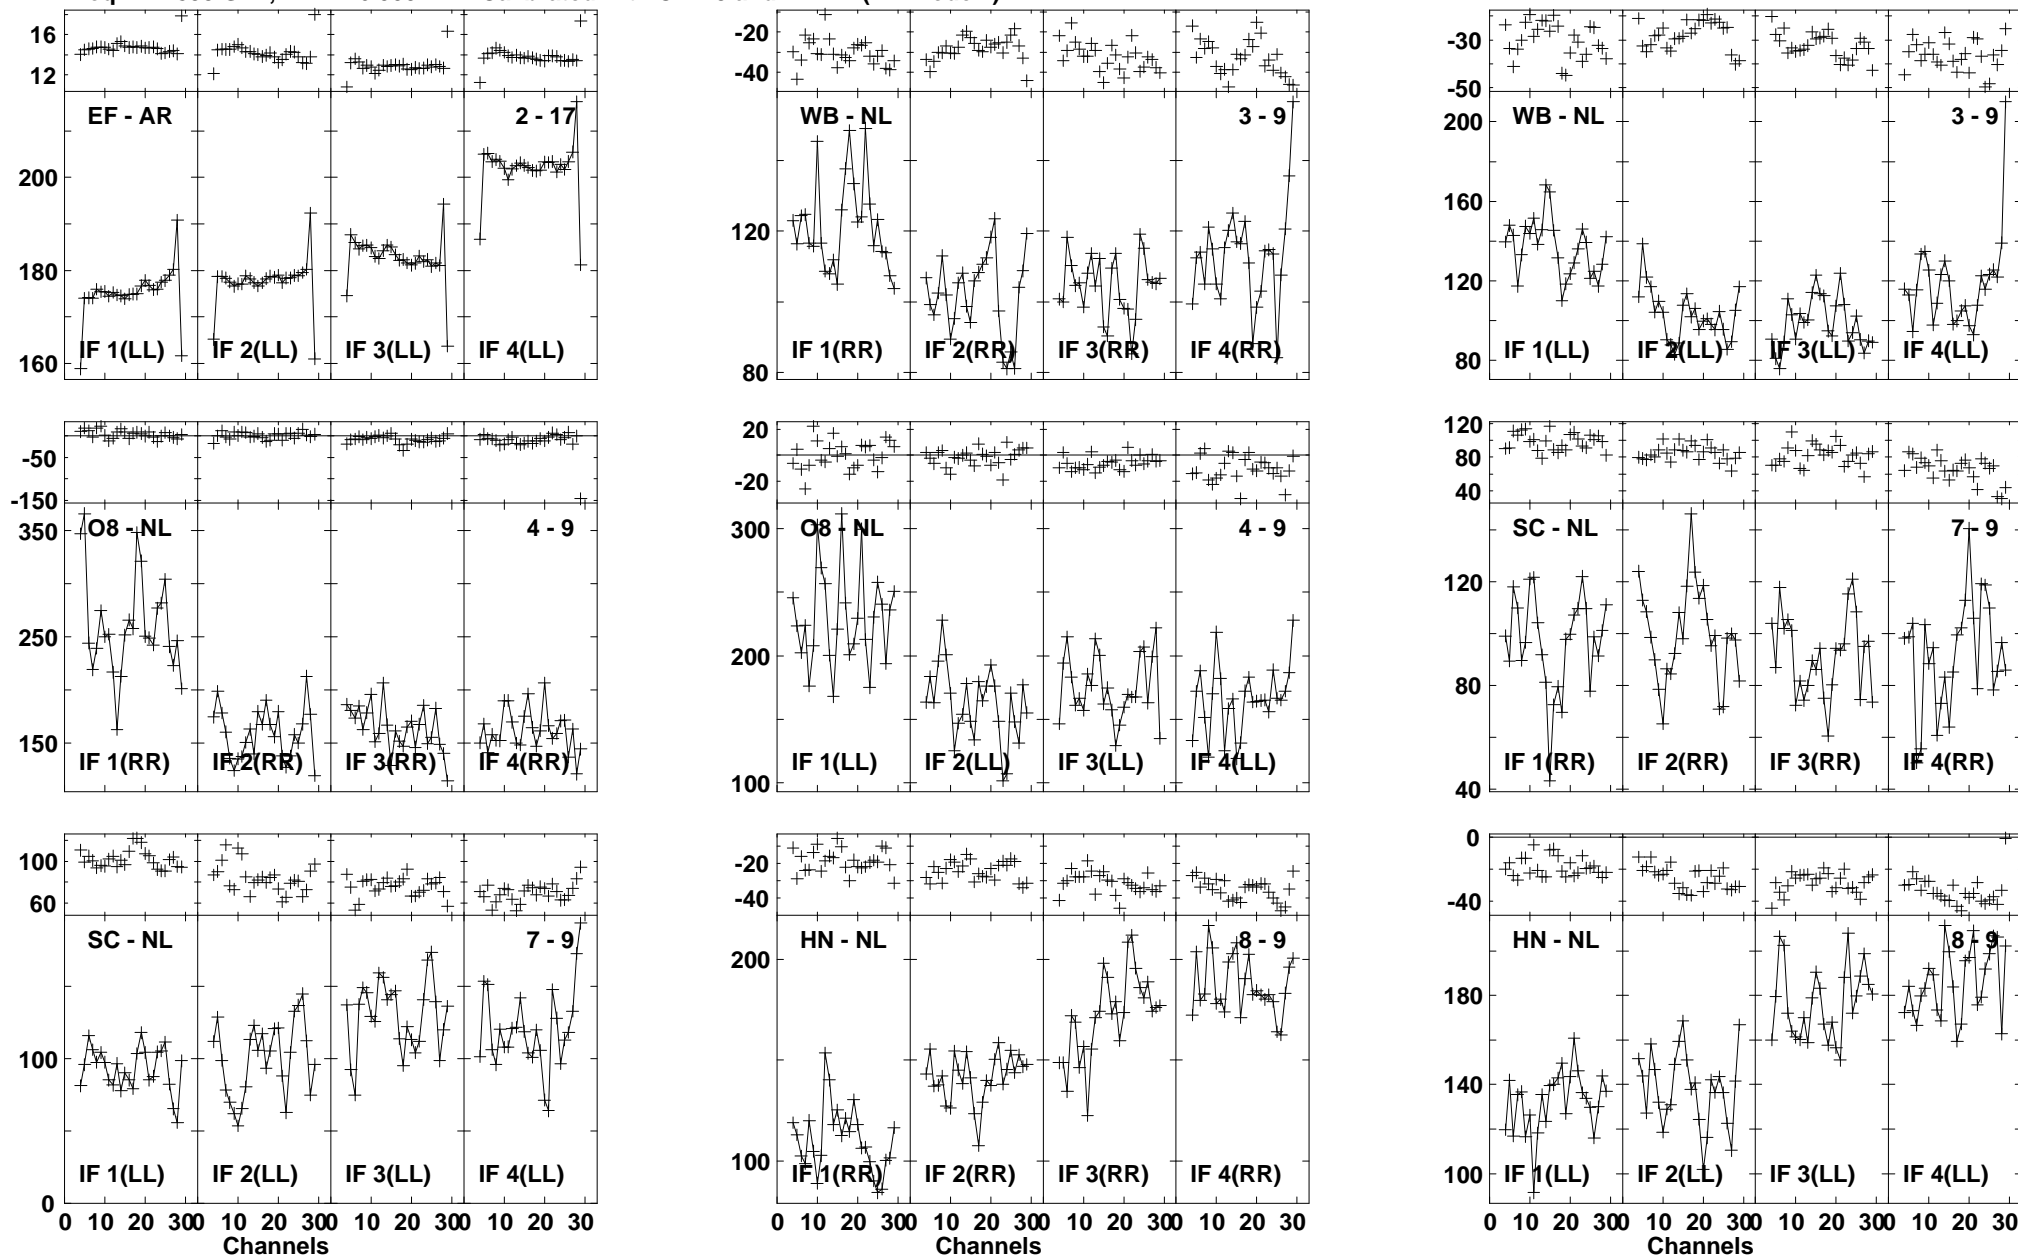 16
12
EF - AR
2 - 17
200
180
160
IF 1(LL)
IF 2(LL)
IF 3(LL)
IF 4(LL)
-20
-40
WB - NL
3 - 9
120
80
IF 1(RR)
IF 2(RR)
IF 3(RR)
IF 4(RR)
-30
-50
WB - NL
3 - 9
200
160
120
80
IF 1(LL)
IF 2(LL)
IF 3(LL)
IF 4(LL)
-50
-150
O8 - NL
4 - 9
350
250
150
IF 1(RR)
IF 2(RR)
IF 3(RR)
IF 4(RR)
20
0
-20
O8 - NL
4 - 9
300
200
100
IF 1(LL)
IF 2(LL)
IF 3(LL)
IF 4(LL)
120
80
40
SC - NL
7 - 9
120
80
40
IF 1(RR)
IF 2(RR)
IF 3(RR)
IF 4(RR)
100
60
SC - NL
7 - 9
100
0
IF 1(LL)
IF 2(LL)
IF 3(LL)
IF 4(LL)
0 10 20 30 0 10 20 30 0 10 20 30 0 10 20 30
Channels
-20
-40
HN - NL
8 - 9
200
100
IF 1(RR)
IF 2(RR)
IF 3(RR)
IF 4(RR)
0 10 20 30 0 10 20 30 0 10 20 30 0 10 20 30
Channels
0
-40
HN - NL
8 - 9
180
140
100
IF 1(LL)
IF 2(LL)
IF 3(LL)
IF 4(LL)
0 10 20 30 0 10 20 30 0 10 20 30 0 10 20 30
Channels